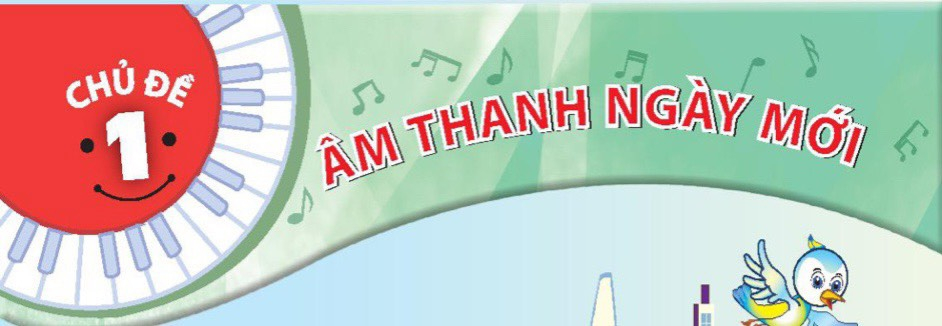 CHỦ ĐỀ
1
ÂM THANH NGÀY MỚI